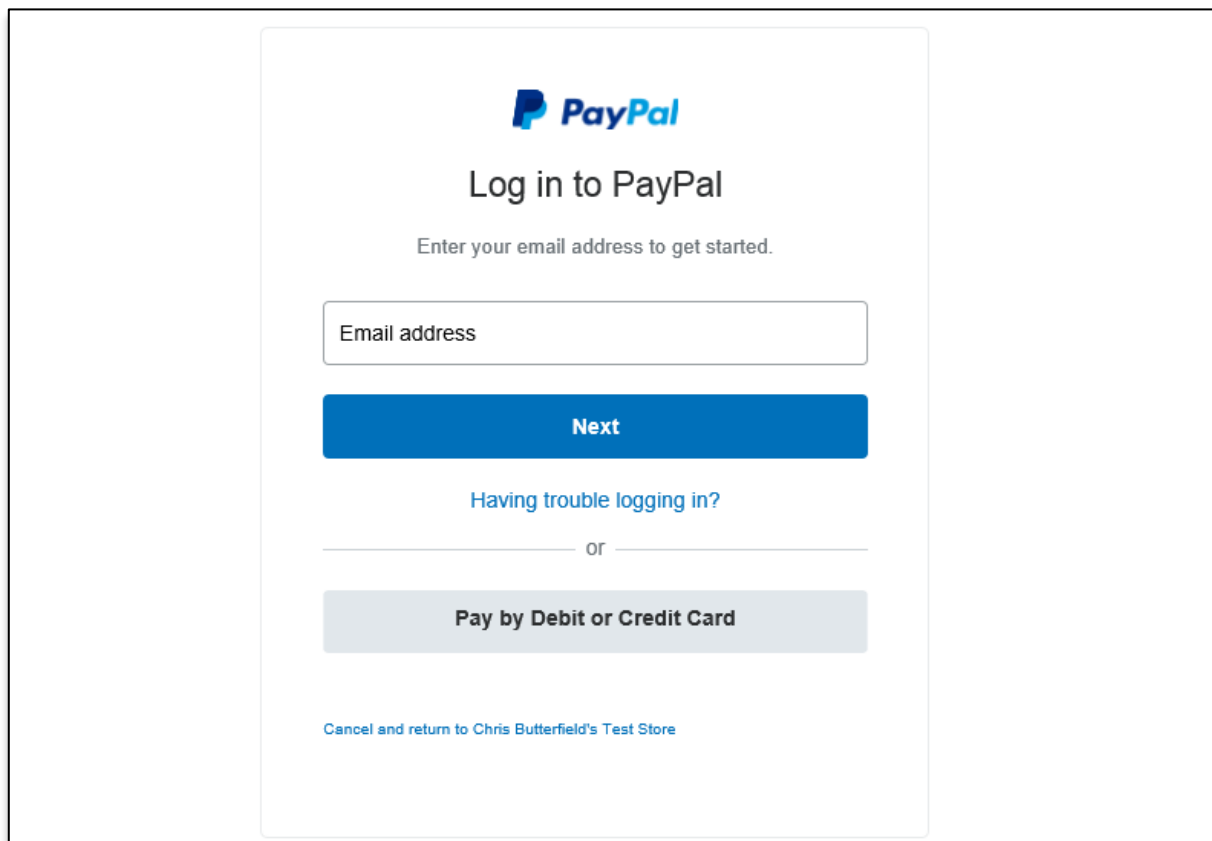 PayPal
Log in to PayPal
Enter your email address to get started.
Email address
Next
Having trouble logging in?
or
Pay by Debit or Credit Card
Cancel and return to Chris Butterfield's Test Store